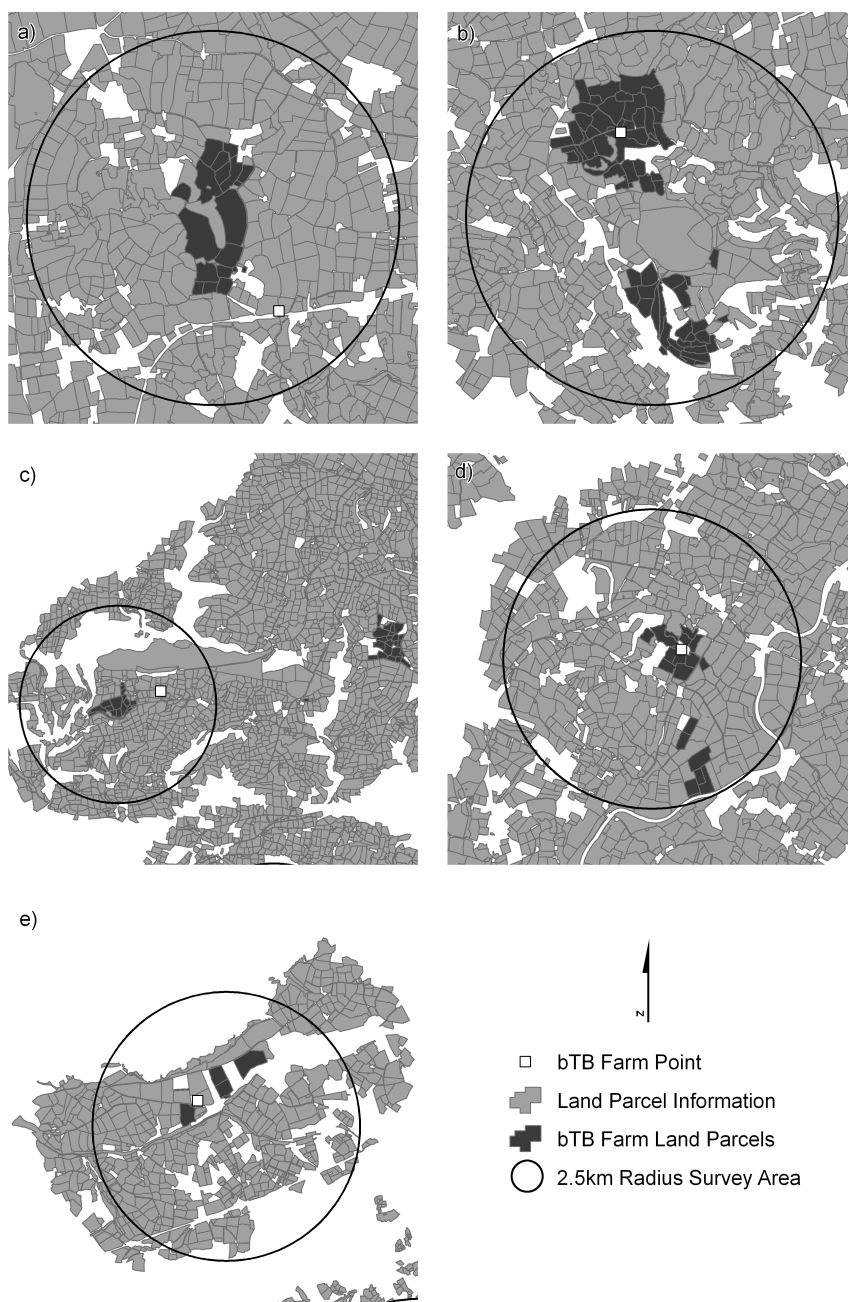 a)
b)
c)
d)
e)
z
bTB Farm Point
Land Parcel Information
bTB Farm Land Parcels
2.5km Radius Survey Area